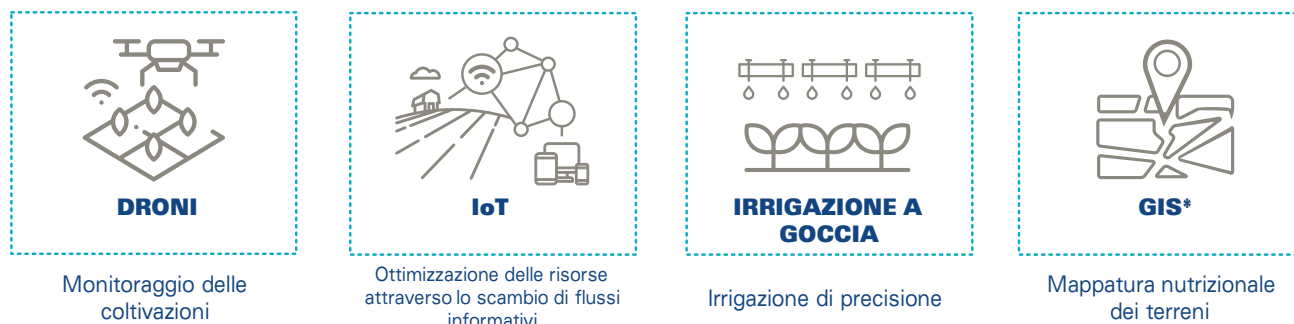 DRONI
Monitoraggio delle
coltivazioni
IoT
Ottimizzazione delle risorse
attraverso lo scambio di flussi
informativi
IRRIGAZIONE A
GOCCIA
Irrigazione di precisione
GIS*
Mappatura nutrizionale
dei terreni